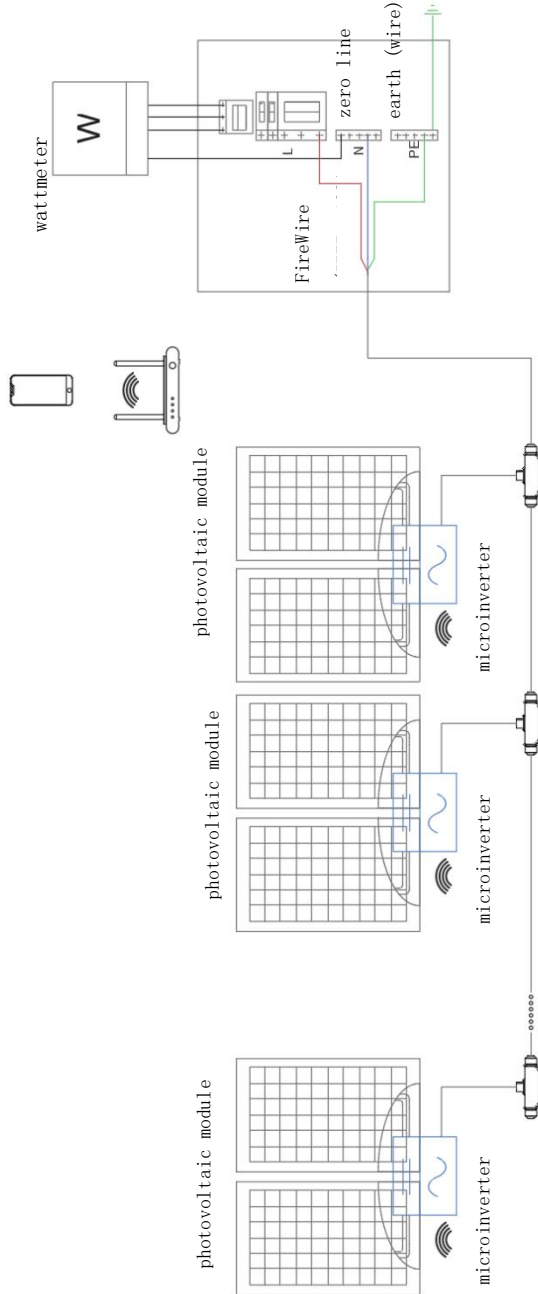 photovoltaic module
microinverter
photovoltaic module
microinverter
photovoltaic module
microinverter
wattmeter
W
FireWire
L
zero line
N
earth (wire)
PE